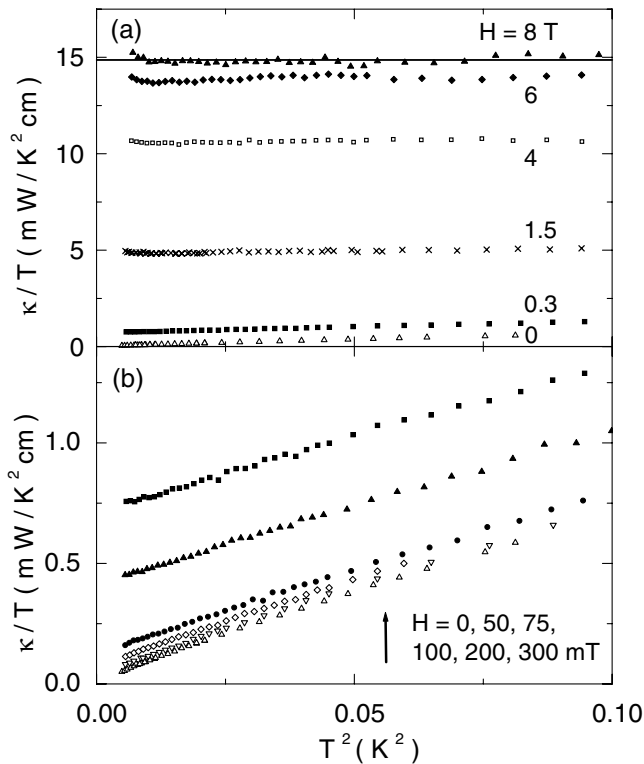 (a)
H = 8 T
15
6
10
4
1.5
5
0.3
0
0
κ / T ( m W / K² cm )
(b)
1.0
0.5
0.0
κ / T ( m W / K² cm )
H = 0, 50, 75,
100, 200, 300 mT
0.00
0.05
0.10
T² ( K² )